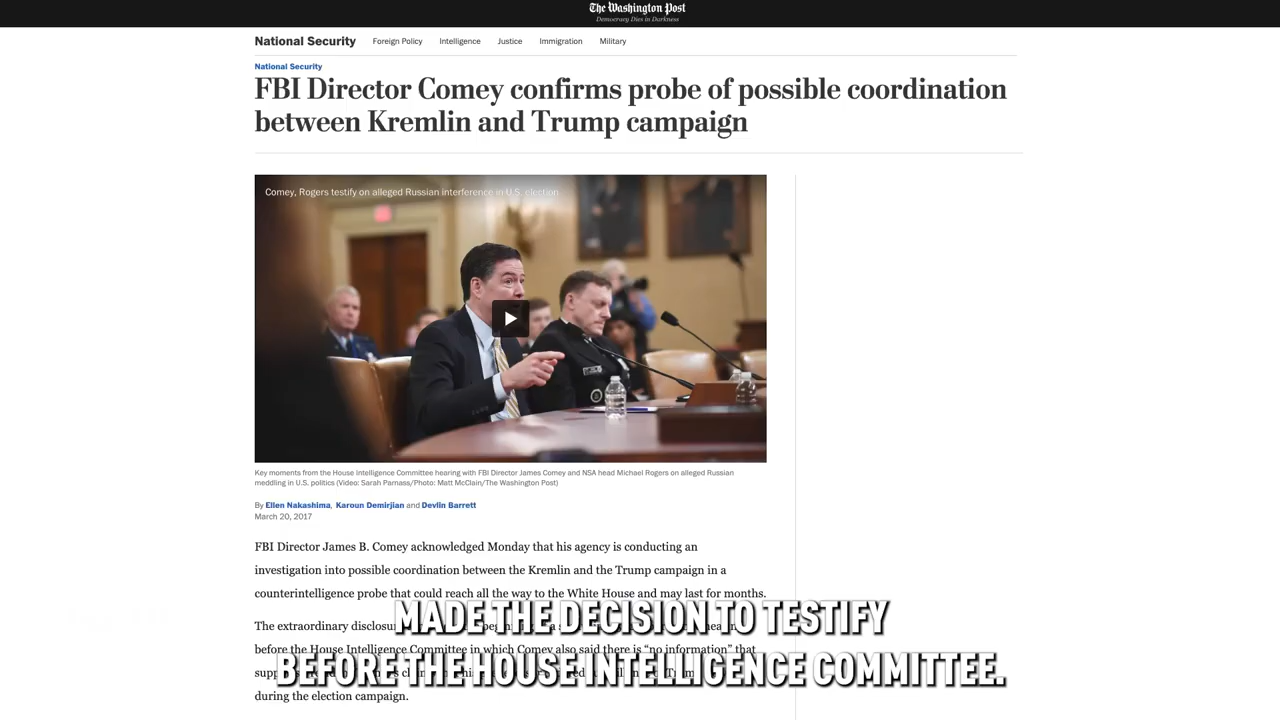 The Washington Post
Democracy Dies in Darkness
National Security Foreign Policy Intelligence Justice Immigration Military
National Security
FBI Director Comey confirms probe of possible coordination
between Kremlin and Trump campaign
Comey, Rogers testify on alleged Russian interference in U.S. election
Key moments from the House Intelligence Committee hearing with FBI Director James Comey and NSA head Michael Rogers on alleged Russian
meddling in U.S. politics (Video: Sarah Parnass/Photo: Matt McClain/The Washington Post)
By Ellen Nakashima, Karoun Demirjian and Devlin Barrett
March 20, 2017
FBI Director James B. Comey acknowledged Monday that his agency is conducting an
investigation into possible coordination between the Kremlin and the Trump campaign in a
counterintelligence probe that could reach all the way to the White House and may last for months.
The extraordinary
MADE THE DECISION TO TESTIFY
before the House Intelligence Committee in which Comey also said there is “no information” that
BEFORE THE HOUSE INTELLIGENCE COMMITTEE.
during the election campaign.